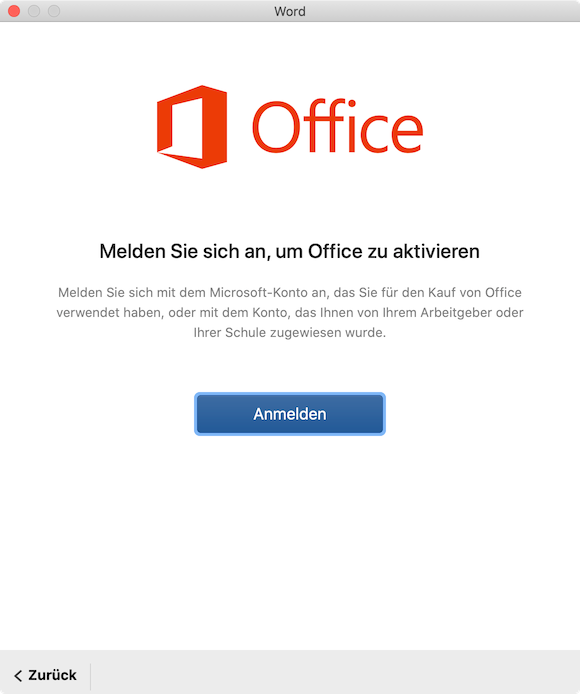 Word
Office
Melden Sie sich an, um Office zu aktivieren
Melden Sie sich mit dem Microsoft-Konto an, das Sie für den Kauf von Office
verwendet haben, oder mit dem Konto, das Ihnen von Ihrem Arbeitgeber oder
Ihrer Schule zugewiesen wurde.
Anmelden
Zurück